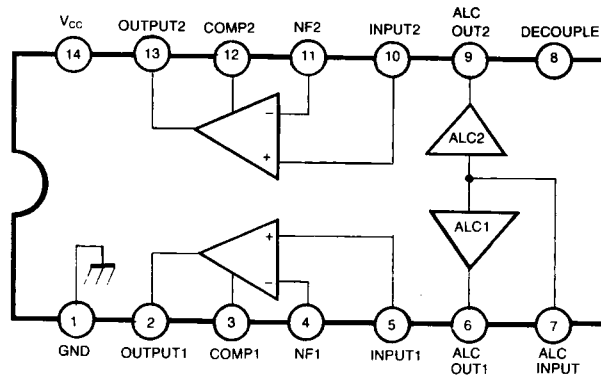 VCC OUTPUT2 COMP2 NF2 INPUT2 ALC OUT2 DECOUPLE
14 13 12 11 10 9 8
−
+
ALC2
ALC1
+
−
1 2 3 4 5 6 7
GND OUTPUT1 COMP1 NF1 INPUT1 ALC OUT1 ALC INPUT